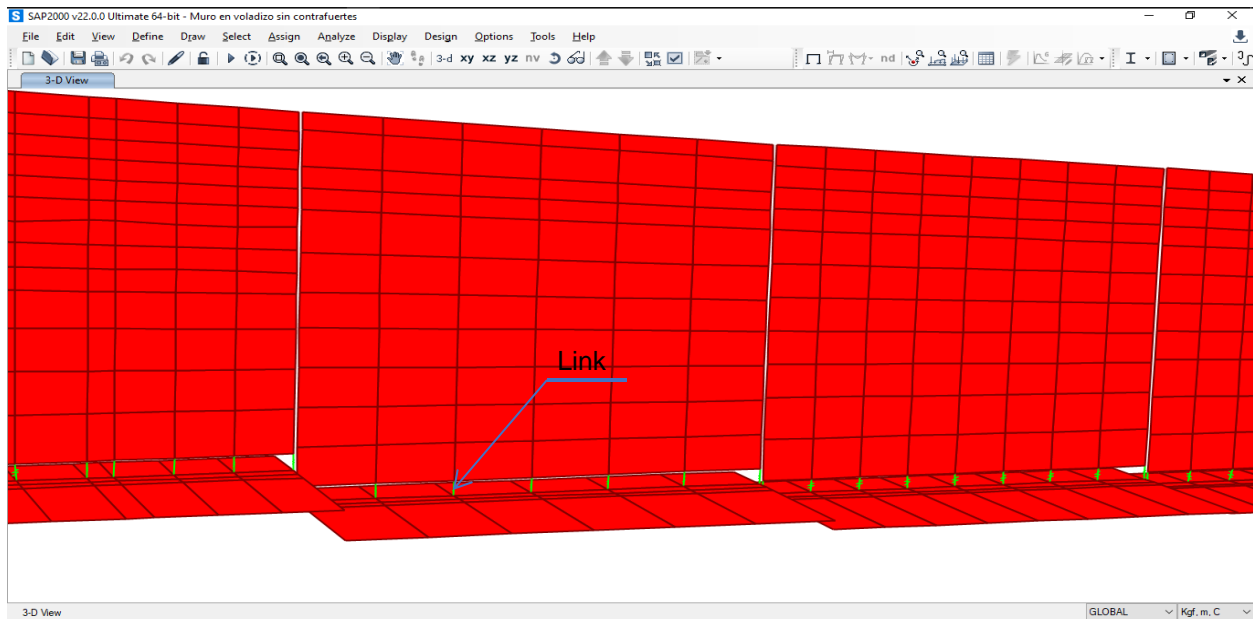 SAP2000 v22.0.0 Ultimate 64-bit - Muro en voladizo sin contrafuertes
File Edit View Define Draw Select Assign Analyze Display Design Options Tools Help
3-d xy xz yz nv nd
3-D View
Link
3-D View GLOBAL Kgf, m, C